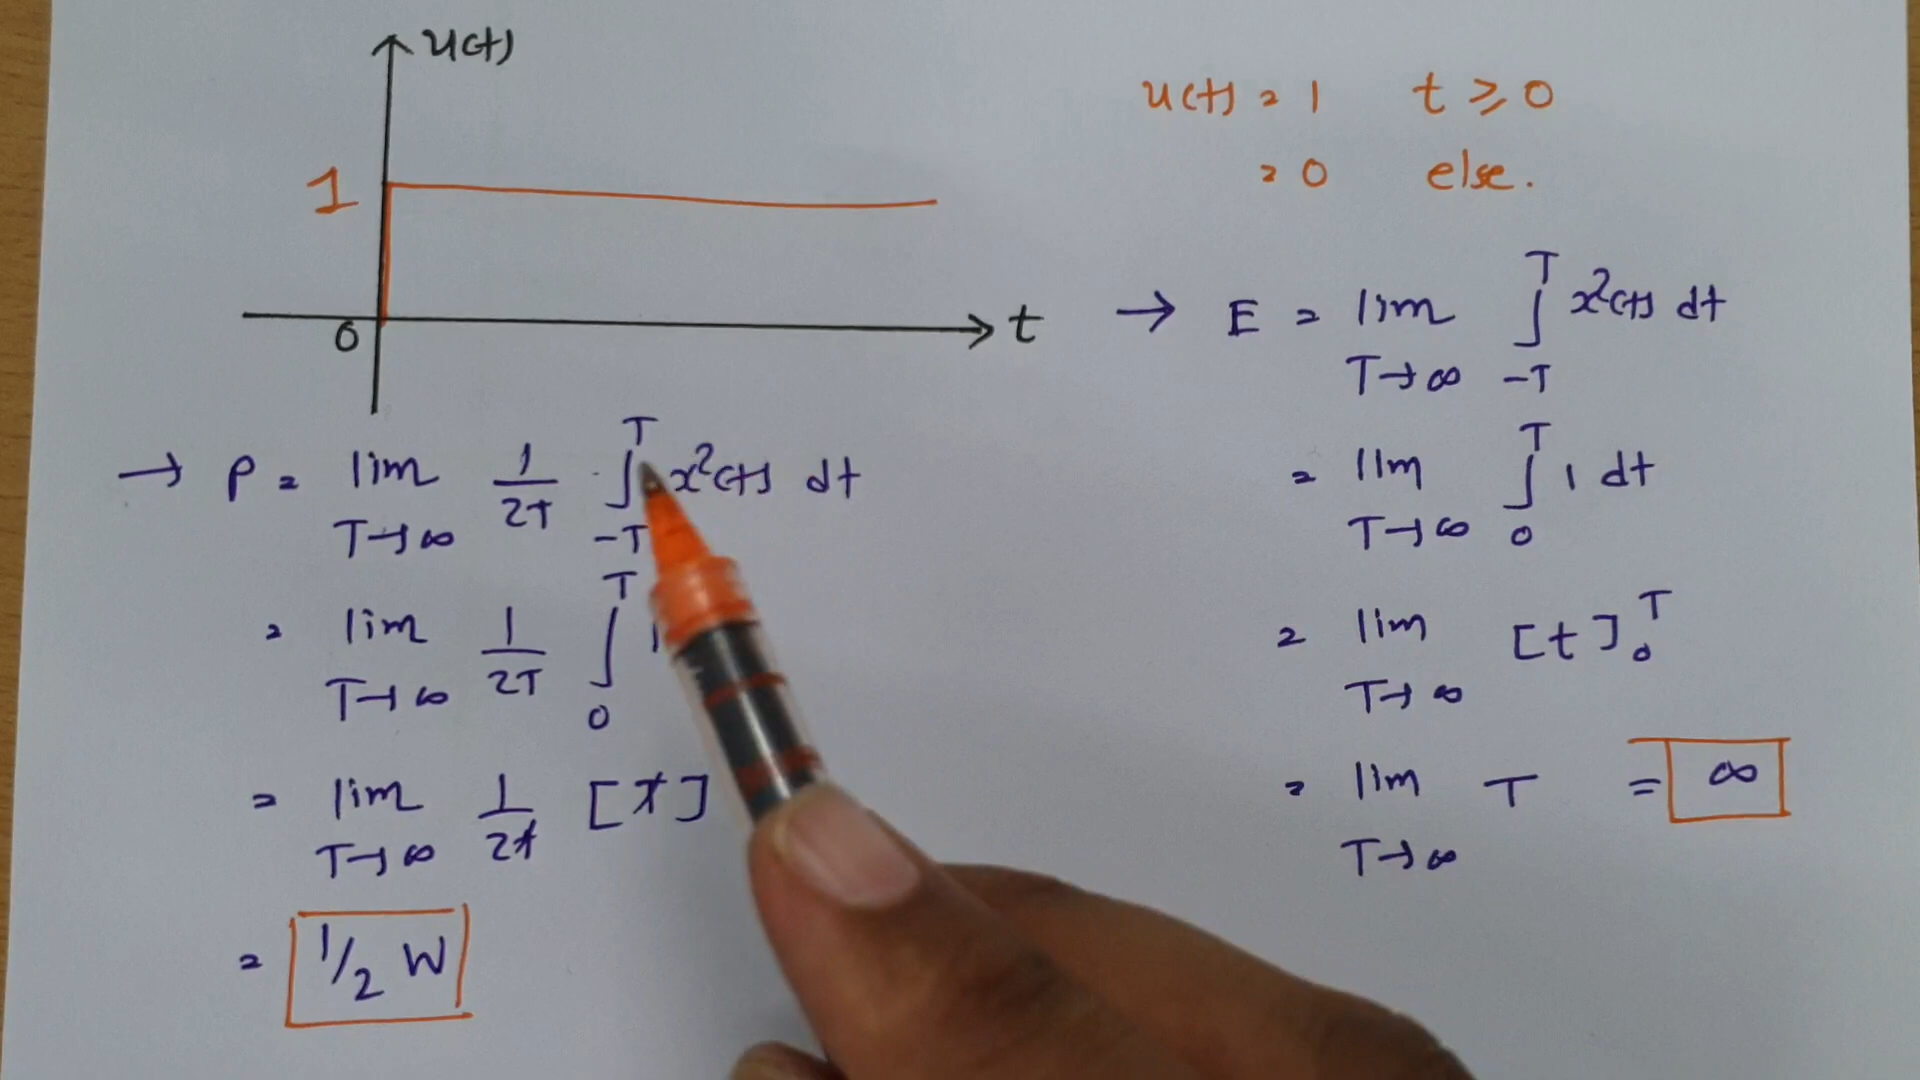 u(t)
1
0
t
u(t) = 1 t ≥ 0
= 0 else.
→ P = lim T→∞ 1/2T ∫_{-T}^{T} x²(t) dt
= lim T→∞ 1/2T ∫_{0}^{T} 1
= lim T→∞ 1/2T [T]
= 1/2 W
→ E = lim T→∞ ∫_{-T}^{T} x²(t) dt
= lim T→∞ ∫_{0}^{T} 1 dt
= lim T→∞ [t]_{0}^{T}
= lim T→∞ T = ∞